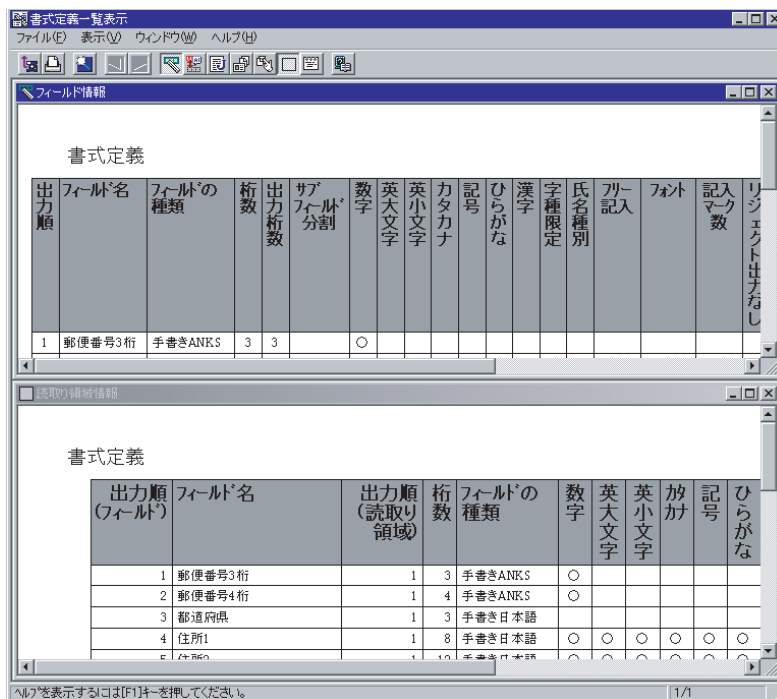 書式定義一覧表示
ファイル(F) 表示(V) ウィンドウ(W) ヘルプ(H)
フィールド情報
書式定義
出力順 フィールド名 フィールドの種類 桁数 出力桁数 サブフィールド分割 数字 英大文字 英小文字 カタカナ 記号 ひらがな 漢字 字種限定 氏名種別 フリー記入 フォント 記入マーク数 リジェクト出力なし
1 郵便番号3桁 手書きANKS 3 3 ○
読取り領域情報
書式定義
出力順(フィールド) フィールド名 出力順(読取り領域) 桁数 フィールドの種類 数字 英大文字 英小文字 カタカナ 記号 ひらがな
1 郵便番号3桁 1 3 手書きANKS ○
2 郵便番号4桁 1 4 手書きANKS ○
3 都道府県 1 3 手書き日本語
4 住所1 1 8 手書き日本語 ○ ○ ○ ○ ○ ○
5 住所2 1 12 手書き日本語
ヘルプを表示するには[F1]キーを押してください。 1/1